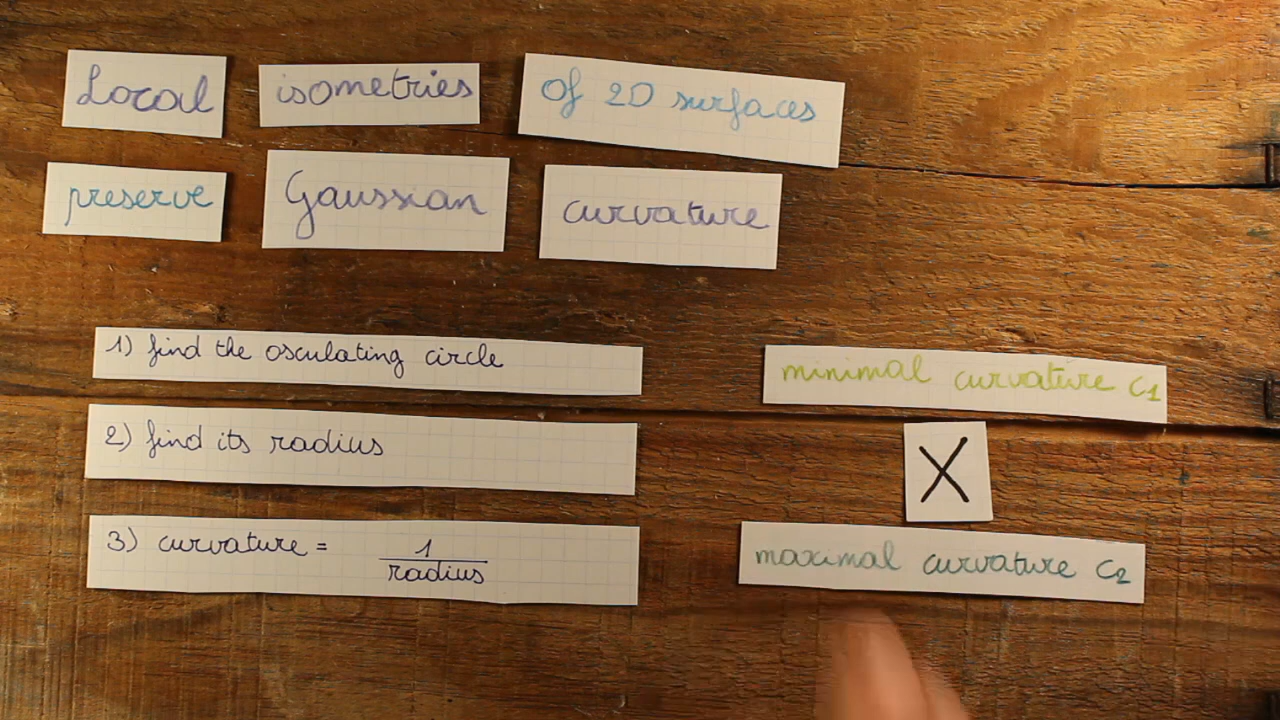 Local isometries of 2D surfaces
preserve Gaussian curvature
1) find the osculating circle
2) find its radius
3) curvature = 1/radius
minimal curvature c1
X
maximal curvature c2